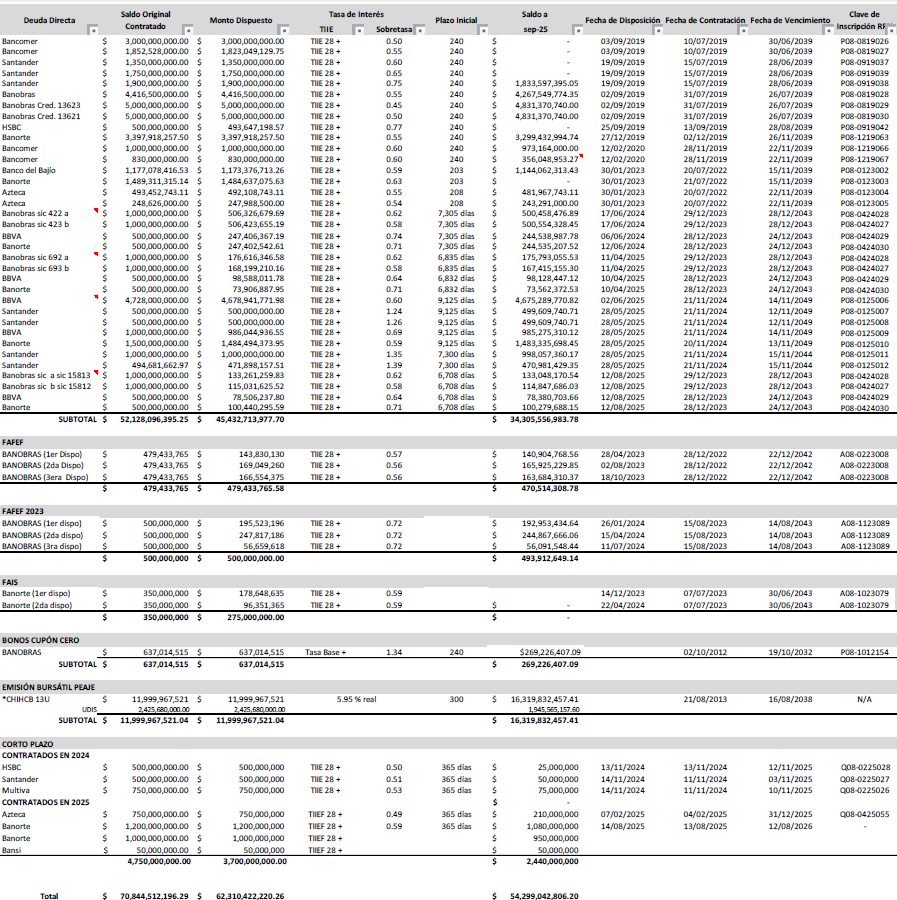 Deuda Directa Saldo Original Contratado Monto Dispuesto Tasa de Interés TIIE Sobretasa Plazo Inicial Saldo a sep-25 Fecha de Disposición Fecha de Contratación Fecha de Vencimiento Clave de Inscripción
Bancomer $ 3,000,000,000.00 $ 3,000,000,000.00 TIIE 28 + 0.50 240 $ - 03/09/2019 10/07/2019 30/06/2039 P08-0819026
Bancomer $ 1,852,528,000.00 $ 1,823,049,129.75 TIIE 28 + 0.55 240 $ - 03/09/2019 10/07/2019 30/06/2039 P08-0819027
Santander $ 1,350,000,000.00 $ 1,350,000,000.00 TIIE 28 + 0.60 240 $ - 19/09/2019 15/07/2019 28/06/2039 P08-0919037
Santander $ 1,750,000,000.00 $ 1,750,000,000.00 TIIE 28 + 0.65 240 $ - 19/09/2019 15/07/2019 28/06/2039 P08-0919039
Santander $ 1,900,000,000.00 $ 1,900,000,000.00 TIIE 28 + 0.75 240 $ 1,833,597,395.05 19/09/2019 15/07/2019 28/06/2039 P08-0919038
Banobras $ 4,416,500,000.00 $ 4,416,500,000.00 TIIE 28 + 0.55 240 $ 4,267,549,774.35 02/09/2019 31/07/2019 26/07/2039 P08-0819028
Banobras Cred. 13623 $ 5,000,000,000.00 $ 5,000,000,000.00 TIIE 28 + 0.45 240 $ 4,831,370,740.00 02/09/2019 31/07/2019 26/07/2039 P08-0819029
Banobras Cred. 13621 $ 5,000,000,000.00 $ 5,000,000,000.00 TIIE 28 + 0.50 240 $ 4,831,370,740.00 02/09/2019 31/07/2019 26/07/2039 P08-0819030
HSBC $ 500,000,000.00 $ 493,647,198.57 TIIE 28 + 0.77 240 $ - 25/09/2019 13/09/2019 28/08/2039 P08-0919042
Banorte $ 3,397,918,257.50 $ 3,397,918,257.50 TIIE 28 + 0.55 240 $ 3,299,432,994.74 27/12/2019 02/12/2019 22/11/2039 P08-1219063
Bancomer $ 1,000,000,000.00 $ 1,000,000,000.00 TIIE 28 + 0.60 240 $ 973,164,000.00 12/02/2020 28/11/2019 22/11/2039 P08-1219066
Bancomer $ 830,000,000.00 $ 830,000,000.00 TIIE 28 + 0.60 240 $ 356,048,953.27 12/02/2020 28/11/2019 22/11/2039 P08-1219067
Banco del Bajío $ 1,177,078,416.53 $ 1,173,376,713.26 TIIE 28 + 0.59 203 $ 1,144,062,313.43 30/01/2023 20/07/2022 15/11/2039 P08-0123002
Banorte $ 1,489,311,315.14 $ 1,484,637,075.63 TIIE 28 + 0.63 203 $ - 30/01/2023 20/07/2022 15/11/2039 P08-0123003
Azteca $ 493,452,743.11 $ 492,108,743.11 TIIE 28 + 0.55 208 $ 481,967,743.11 30/01/2023 20/07/2022 22/11/2039 P08-0123004
Azteca $ 248,626,000.00 $ 247,988,500.00 TIIE 28 + 0.54 208 $ 243,291,000.00 30/01/2023 20/07/2022 22/11/2039 P08-0123005
Banobras sic 422 a $ 1,000,000,000.00 $ 506,326,679.69 TIIE 28 + 0.62 7,305 días $ 500,458,476.89 17/06/2024 29/12/2023 28/12/2043 P08-0424028
Banobras sic 423 b $ 1,000,000,000.00 $ 506,423,655.19 TIIE 28 + 0.58 7,305 días $ 500,554,328.45 17/06/2024 29/12/2023 28/12/2043 P08-0424027
BBVA $ 500,000,000.00 $ 247,406,367.19 TIIE 28 + 0.74 7,305 días $ 244,538,987.78 06/06/2024 28/12/2023 24/12/2043 P08-0424029
Banorte $ 500,000,000.00 $ 247,402,542.61 TIIE 28 + 0.71 7,305 días $ 244,535,207.52 12/06/2024 28/12/2023 24/12/2043 P08-0424030
Banobras sic 692 a $ 1,000,000,000.00 $ 176,616,346.58 TIIE 28 + 0.62 6,835 días $ 175,793,055.53 11/04/2025 29/12/2023 28/12/2043 P08-0424028
Banobras sic 693 b $ 1,000,000,000.00 $ 168,199,210.16 TIIE 28 + 0.58 6,835 días $ 167,415,155.30 11/04/2025 29/12/2023 28/12/2043 P08-0424027
BBVA $ 500,000,000.00 $ 98,588,011.78 TIIE 28 + 0.64 6,832 días $ 98,128,447.12 10/04/2025 28/12/2023 24/12/2043 P08-0424029
Banorte $ 500,000,000.00 $ 73,906,887.95 TIIE 28 + 0.71 6,832 días $ 73,562,372.53 10/04/2025 28/12/2023 24/12/2043 P08-0424030
BBVA $ 4,728,000,000.00 $ 4,678,941,771.98 TIIE 28 + 0.60 9,125 días $ 4,675,289,770.82 02/06/2025 21/11/2024 14/11/2049 P08-0125006
Santander $ 500,000,000.00 $ 500,000,000.00 TIIE 28 + 1.24 9,125 días $ 499,609,740.71 28/05/2025 21/11/2024 12/11/2049 P08-0125007
Santander $ 500,000,000.00 $ 500,000,000.00 TIIE 28 + 1.26 9,125 días $ 499,609,740.71 28/05/2025 21/11/2024 12/11/2049 P08-0125008
BBVA $ 1,000,000,000.00 $ 986,044,936.55 TIIE 28 + 0.69 9,125 días $ 985,275,310.12 28/05/2025 21/11/2024 14/11/2049 P08-0125009
Banorte $ 1,500,000,000.00 $ 1,484,494,373.95 TIIE 28 + 0.59 9,125 días $ 1,483,335,698.45 28/05/2025 20/11/2024 13/11/2049 P08-0125010
Santander $ 1,000,000,000.00 $ 1,000,000,000.00 TIIE 28 + 1.35 7,300 días $ 998,057,360.17 28/05/2025 21/11/2024 15/11/2044 P08-0125011
Santander $ 494,681,662.97 $ 471,898,157.51 TIIE 28 + 1.39 7,300 días $ 470,981,429.35 28/05/2025 21/11/2024 15/11/2044 P08-0125012
Banobras sic a sic 15813 $ 1,000,000,000.00 $ 133,261,259.83 TIIE 28 + 0.62 6,708 días $ 133,048,170.54 12/08/2025 29/12/2023 28/12/2043 P08-0424028
Banobras sic b sic 15812 $ 1,000,000,000.00 $ 115,031,625.52 TIIE 28 + 0.58 6,708 días $ 114,847,686.03 12/08/2025 29/12/2023 28/12/2043 P08-0424027
BBVA $ 500,000,000.00 $ 78,506,237.80 TIIE 28 + 0.64 6,708 días $ 78,380,703.66 12/08/2025 28/12/2023 24/12/2043 P08-0424029
Banorte $ 500,000,000.00 $ 100,440,295.59 TIIE 28 + 0.71 6,708 días $ 100,279,688.15 12/08/2025 28/12/2023 24/12/2043 P08-0424030
SUBTOTAL $ 52,128,096,395.25 $ 45,432,713,977.70 $ 34,305,556,983.78
FAFEF
BANOBRAS (1er Dispo) $ 479,433,765 $ 143,830,130 TIIE 28 + 0.57 $ 140,904,768.56 28/04/2023 28/12/2022 22/12/2042 A08-0223008
BANOBRAS (2da Dispo) $ 479,433,765 $ 169,049,260 TIIE 28 + 0.56 $ 165,925,229.85 02/08/2023 28/12/2022 22/12/2042 A08-0223008
BANOBRAS (3era Dispo) $ 479,433,765 $ 166,554,375 TIIE 28 + 0.56 $ 163,684,310.37 18/10/2023 28/12/2022 22/12/2042 A08-0223008
$ 479,433,765 $ 479,433,765.58 $ 470,514,308.78
FAFEF 2023
BANOBRAS (1er dispo) $ 500,000,000 $ 195,523,196 TIIE 28 + 0.72 $ 192,953,434.64 26/01/2024 15/08/2023 14/08/2043 A08-1123089
BANOBRAS (2da dispo) $ 500,000,000 $ 247,817,186 TIIE 28 + 0.72 $ 244,867,666.06 15/04/2024 15/08/2023 14/08/2043 A08-1123089
BANOBRAS (3ra dispo) $ 500,000,000 $ 56,659,618 TIIE 28 + 0.72 $ 56,091,548.44 11/07/2024 15/08/2023 14/08/2043 A08-1123089
$ 500,000,000 $ 500,000,000.00 $ 493,912,649.14
FAIS
Banorte (1er dispo) $ 350,000,000 $ 178,648,635 TIIE 28 + 0.59 14/12/2023 07/07/2023 30/06/2043 A08-1023079
Banorte (2da dispo) $ 350,000,000 $ 96,351,365 TIIE 28 + 0.59 $ - 22/04/2024 07/07/2023 30/06/2043 A08-1023079
$ 350,000,000 $ 275,000,000.00 $ -
BONOS CUPÓN CERO
BANOBRAS $ 637,014,515 $ 637,014,515 Tasa Base + 1.34 240 $269,226,407.09 02/10/2012 19/10/2032 P08-1012154
SUBTOTAL $ 637,014,515 $ 637,014,515 $ 269,226,407.09
EMISIÓN BURSÁTIL PEAJE
*CHIHCB 13U $ 11,999,967,521 $ 11,999,967,521 5.95 % real 300 $ 16,319,832,457.41 21/08/2013 16/08/2038 N/A
UDIS 2,425,680,000.00 2,425,680,000.00 1,945,565,157.60
SUBTOTAL $ 11,999,967,521.04 $ 11,999,967,521.04 $ 16,319,832,457.41
CORTO PLAZO
CONTRATADOS EN 2024
HSBC $ 500,000,000.00 $ 500,000,000 TIIE 28 + 0.50 365 días $ 25,000,000 13/11/2024 13/11/2024 12/11/2025 Q08-0225028
Santander $ 500,000,000.00 $ 500,000,000 TIIE 28 + 0.51 365 días $ 50,000,000 14/11/2024 11/11/2024 03/11/2025 Q08-0225027
Multiva $ 750,000,000.00 $ 750,000,000 TIIE 28 + 0.53 365 días $ 75,000,000 14/11/2024 11/11/2024 10/11/2025 Q08-0225026
CONTRATADOS EN 2025 $ -
Azteca $ 750,000,000.00 $ 750,000,000 TIIEF 28 + 0.49 365 días $ 210,000,000 07/02/2025 04/02/2025 31/12/2025 Q08-0425055
Banorte $ 1,200,000,000.00 $ 1,200,000,000 TIIEF 28 + 0.59 365 días $ 1,080,000,000 14/08/2025 13/08/2025 12/08/2026 -
Banorte $ 1,000,000,000.00 $ 1,000,000,000 TIIEF 28 + $ 950,000,000
Bansi $ 50,000,000.00 $ 50,000,000 TIIEF 28 + $ 50,000,000
4,750,000,000.00 3,700,000,000.00 $ 2,440,000,000
Total $ 70,844,512,196.29 $ 62,310,422,220.26 $ 54,299,042,806.20